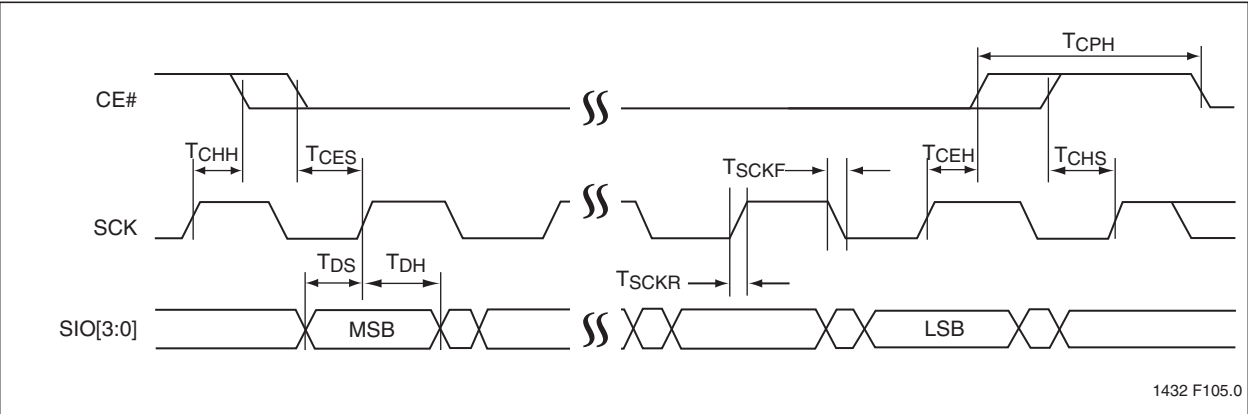 TCPH
CE#
TCHH
TCES
TSCKF
TCEH
TCHS
SCK
TDS
TDH
TSCKR
SIO[3:0]
MSB
LSB
1432 F105.0